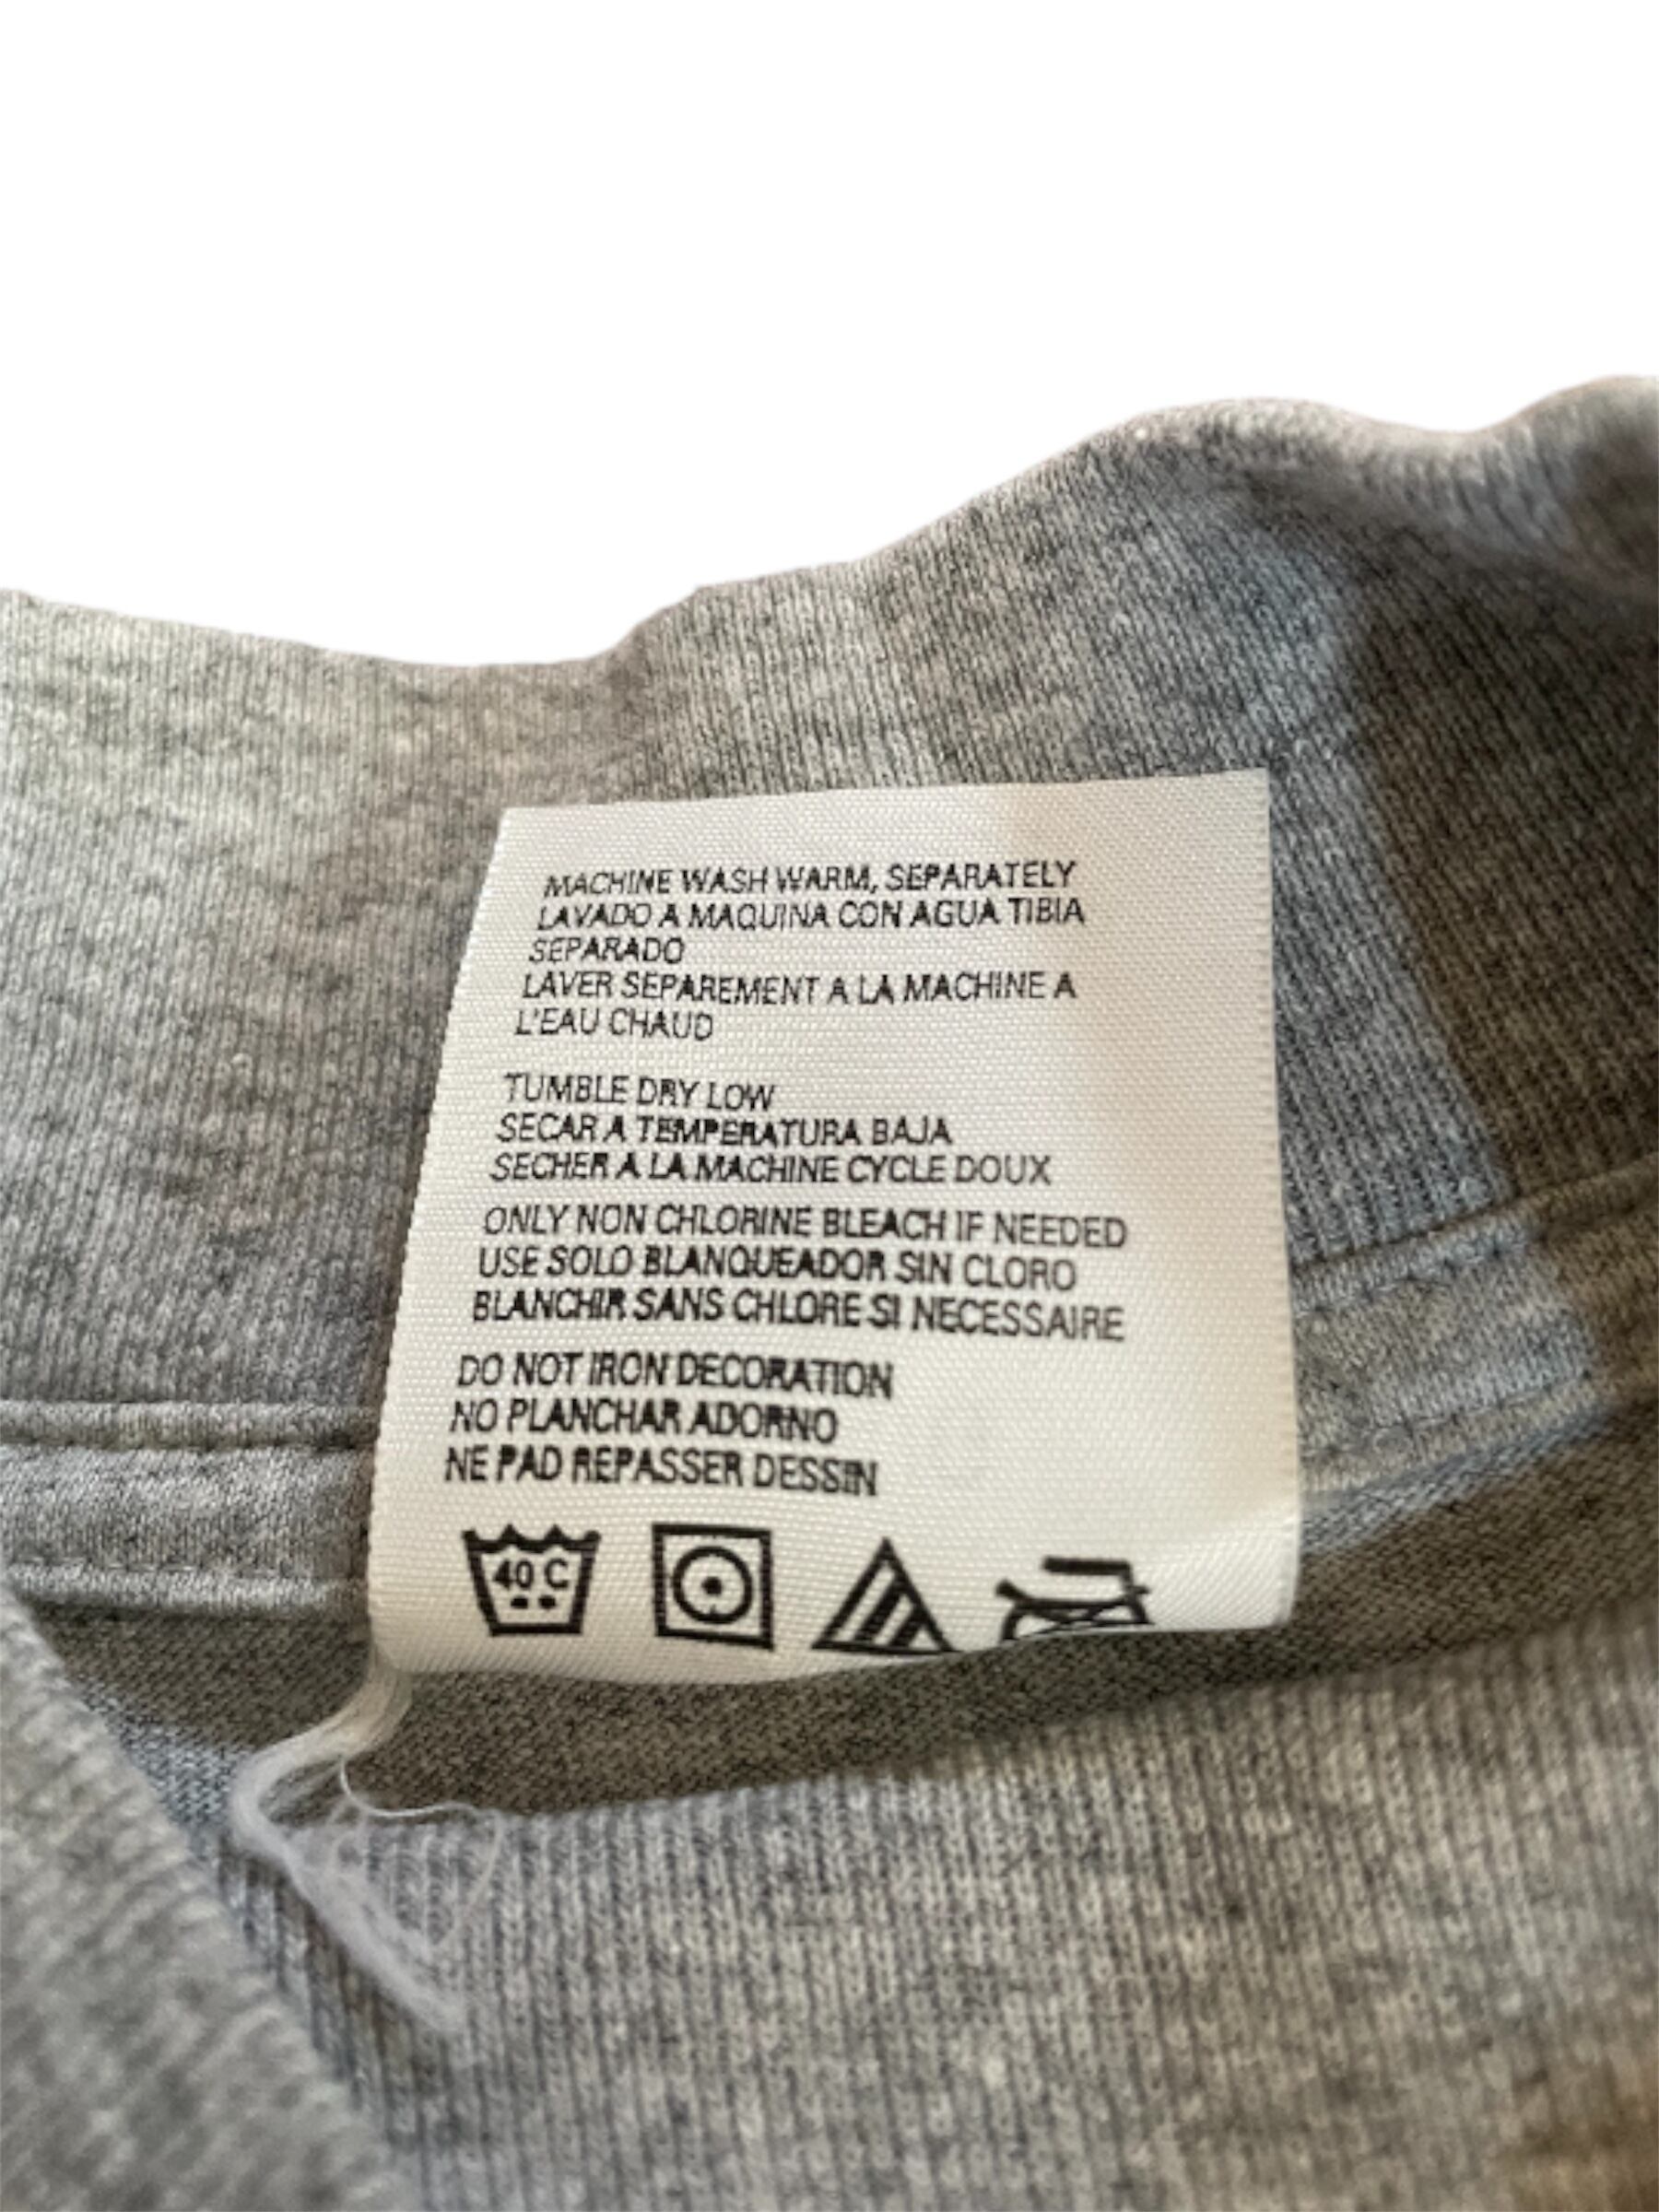 MACHINE WASH WARM, SEPARATELY
LAVADO A MAQUINA CON AGUA TIBIA
SEPARADO
LAVER SEPAREMENT A LA MACHINE A
L'EAU CHAUD
TUMBLE DRY LOW
SECAR A TEMPERATURA BAJA
SECHER A LA MACHINE CYCLE DOUX
ONLY NON CHLORINE BLEACH IF NEEDED
USE SOLO BLANQUEADOR SIN CLORO
BLANCHIR SANS CHLORE SI NECESSAIRE
DO NOT IRON DECORATION
NO PLANCHAR ADORNO
NE PAD REPASSER DESSIN
40 C